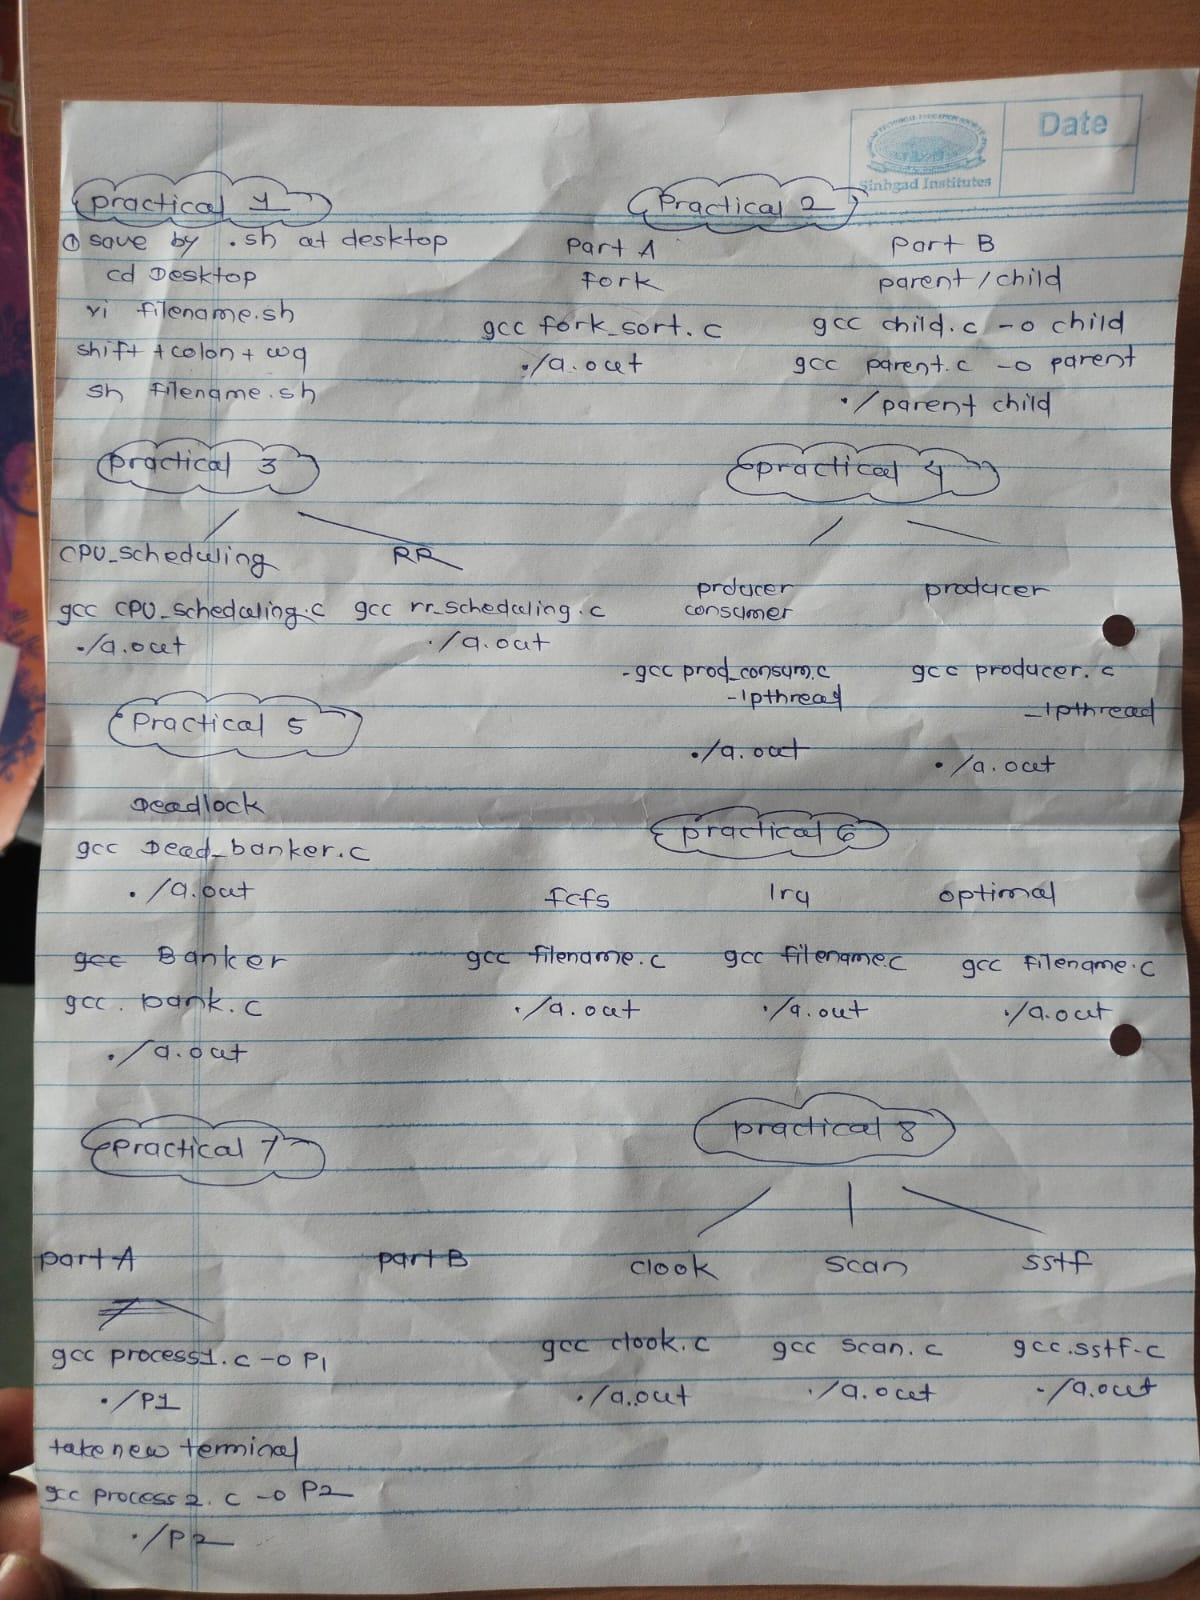 Date
Sinhgad Institutes
practical 1
① save by .sh at desktop
cd Desktop
vi filename.sh
shift + colon + wq
sh filename.sh
Practical 2
Part A
Fork
gcc fork_sort.c
./a.out
Part B
parent/child
gcc child.c -o child
gcc parent.c -o parent
./parent child
practical 3
CPU_scheduling
gcc CPU_scheduling.c
./a.out
RR
gcc rr_scheduling.c
./a.out
practical 4
prducer
consumer
-gcc prod_consum.c
-lpthread
./a.out
producer
gcc producer.c
-lpthread
./a.out
Practical 5
Deadlock
gcc Dead_banker.c
./a.out
gcc Banker
gcc. bank.c
./a.out
practical 6
fcfs
gcc filename.c
./a.out
lru
gcc filename.c
./a.out
optimal
gcc filename.c
./a.out
practical 7
part A
gcc process1.c -o P1
./P1
take new terminal
gcc process2.c -o P2
./P2
part B
practical 8
clook
gcc clook.c
./a.out
scan
gcc scan.c
./a.out
sstf
gcc.sstf.c
./a.out